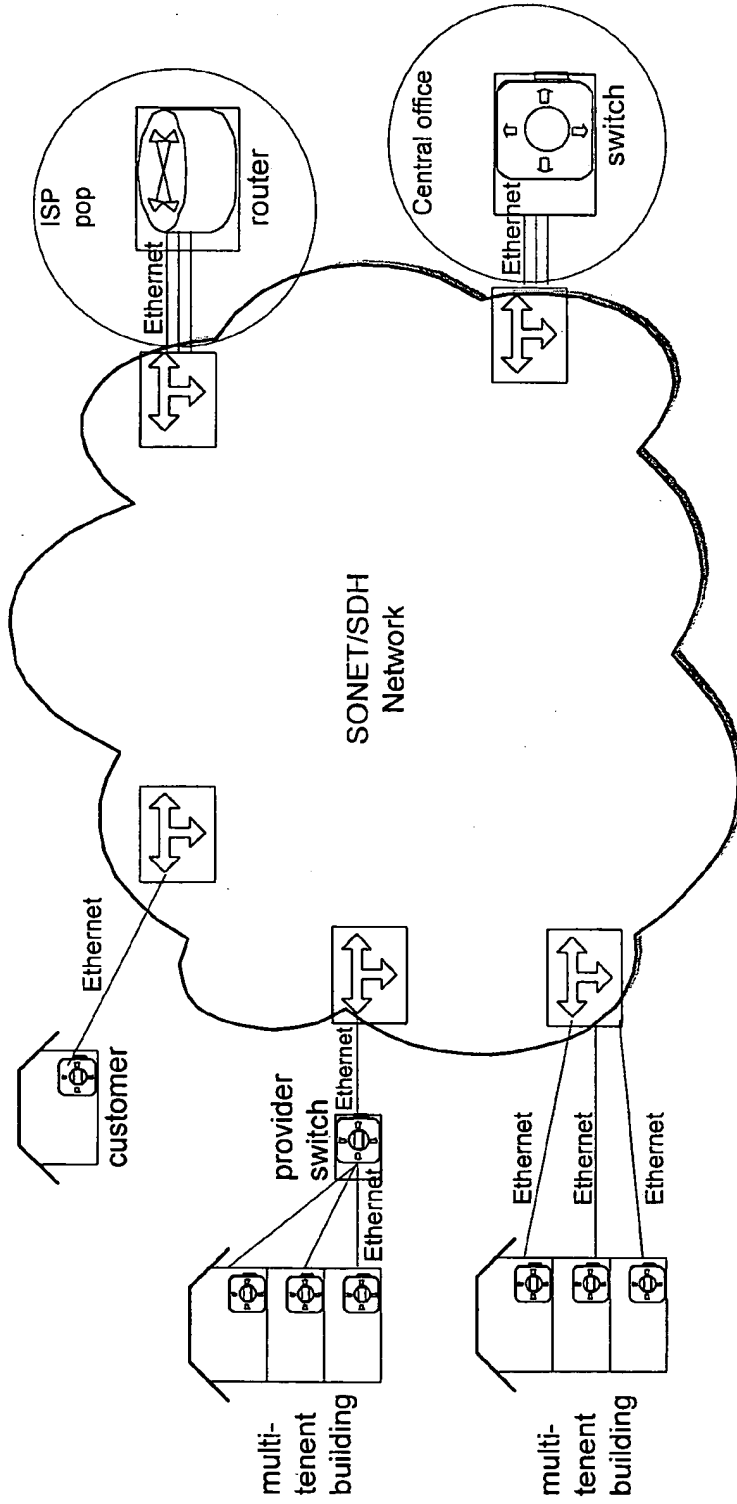 ISP
pop
Ethernet
router
Central office
Ethernet
switch
SONET/SDH
Network
Ethernet
customer
provider
switch
Ethernet
Ethernet
multi-
tenent
building
Ethernet
Ethernet
Ethernet
multi-
tenent
building